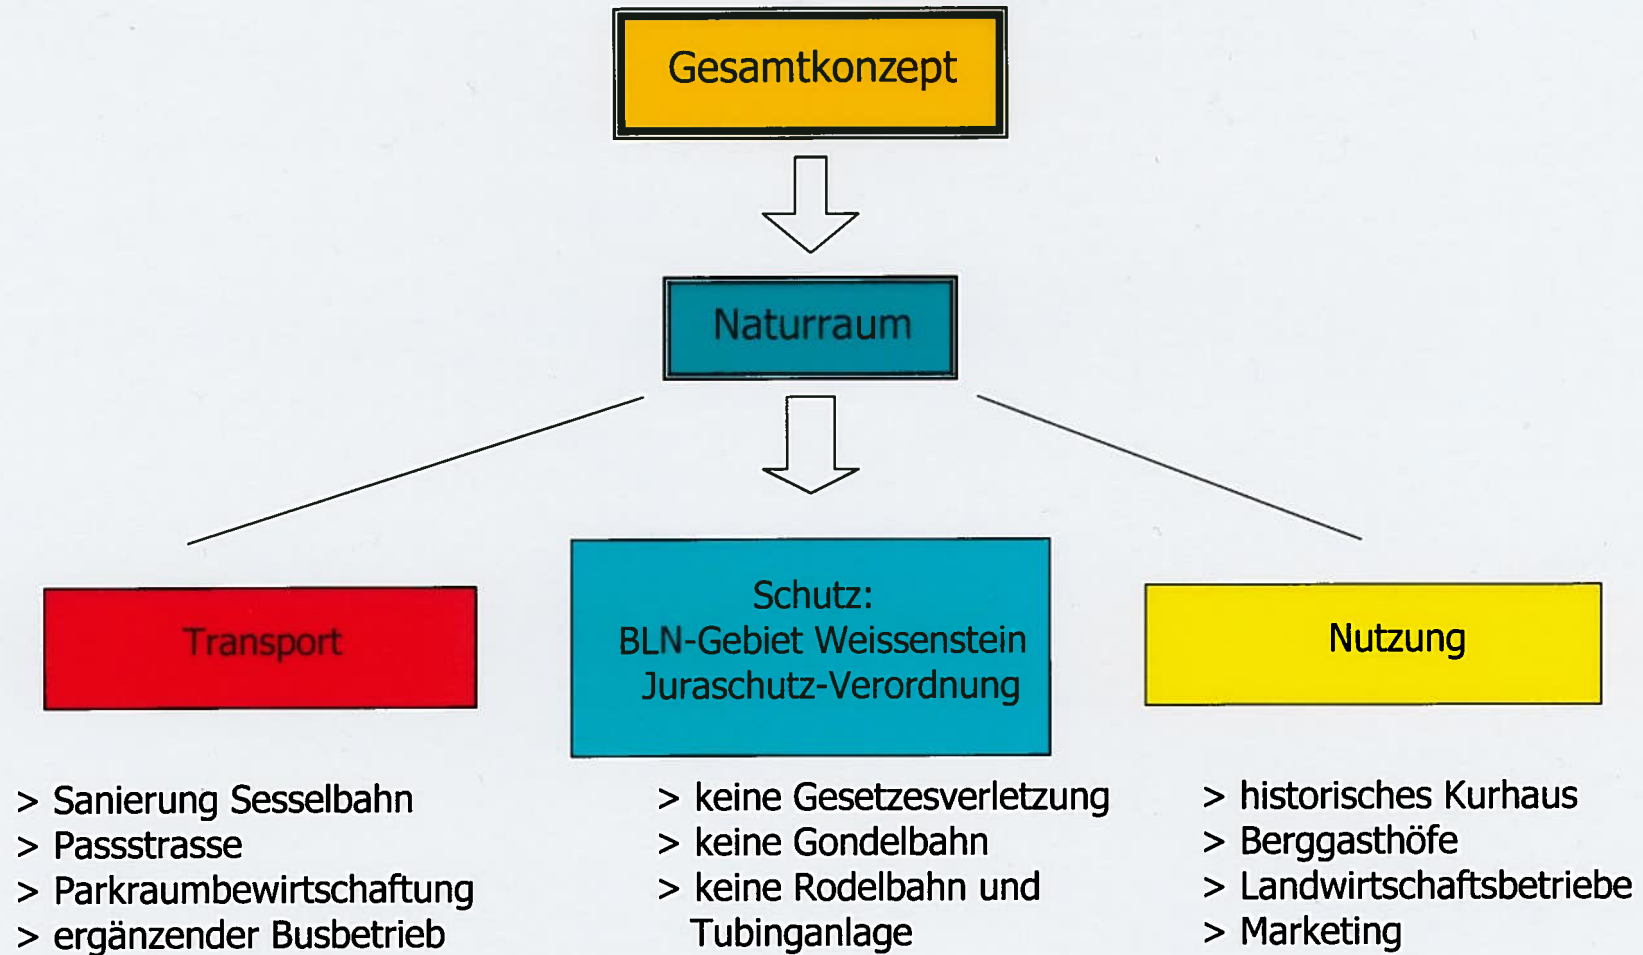 Gesamtkonzept
Naturraum
Transport
> Sanierung Sesselbahn
> Passstrasse
> Parkraumbewirtschaftung
> ergänzender Busbetrieb
Schutz:
BLN-Gebiet Weissenstein
Juraschutz-Verordnung
> keine Gesetzesverletzung
> keine Gondelbahn
> keine Rodelbahn und
Tubinganlage
Nutzung
> historisches Kurhaus
> Berggasthöfe
> Landwirtschaftsbetriebe
> Marketing